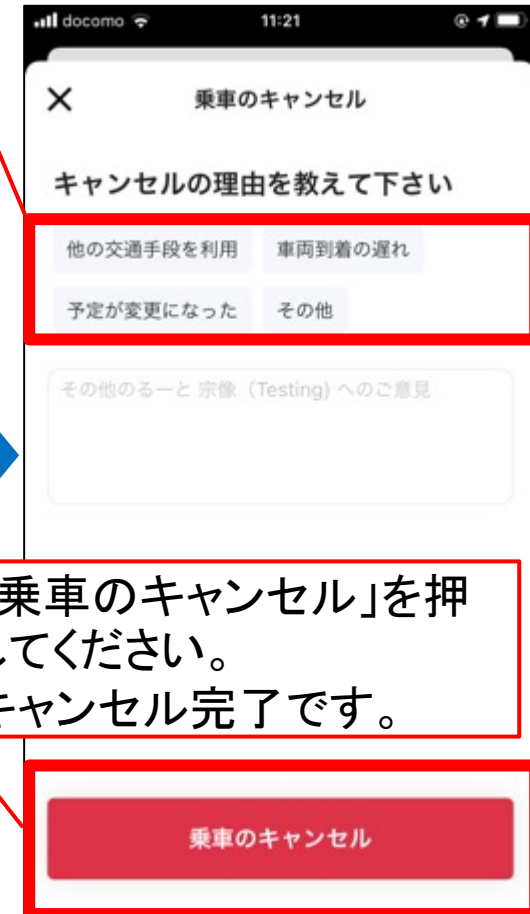 docomo 11:21
乗車のキャンセル
キャンセルの理由を教えて下さい
他の交通手段を利用 車両到着の遅れ
予定が変更になった その他
その他のるーと 宗像 (Testing) へのご意見
乗車のキャンセル」を押
してください。
キャンセル完了です。
乗車のキャンセル